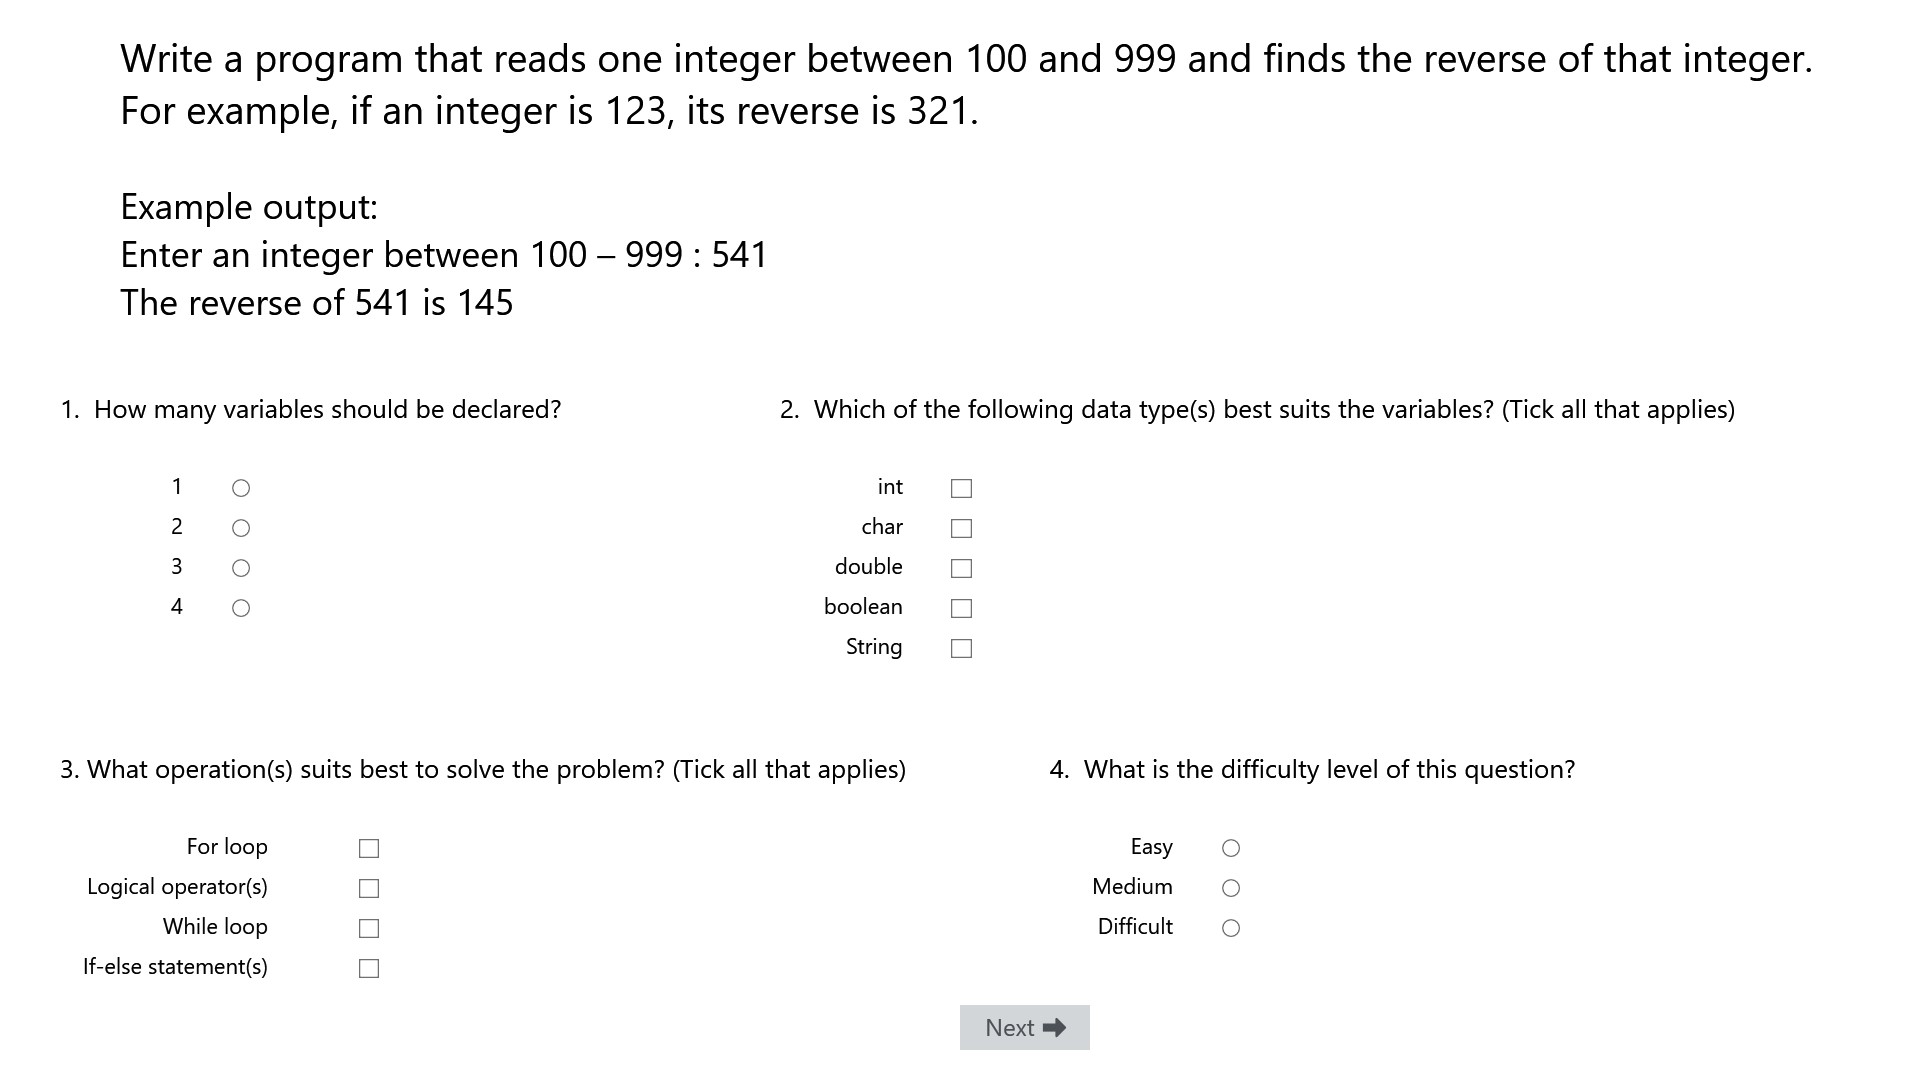 Write a program that reads one integer between 100 and 999 and finds the reverse of that integer.
For example, if an integer is 123, its reverse is 321.
Example output:
Enter an integer between 100 – 999 : 541
The reverse of 541 is 145
1. How many variables should be declared?
1
2
3
4
2. Which of the following data type(s) best suits the variables? (Tick all that applies)
int
char
double
boolean
String
3. What operation(s) suits best to solve the problem? (Tick all that applies)
For loop
Logical operator(s)
While loop
If-else statement(s)
4. What is the difficulty level of this question?
Easy
Medium
Difficult
Next